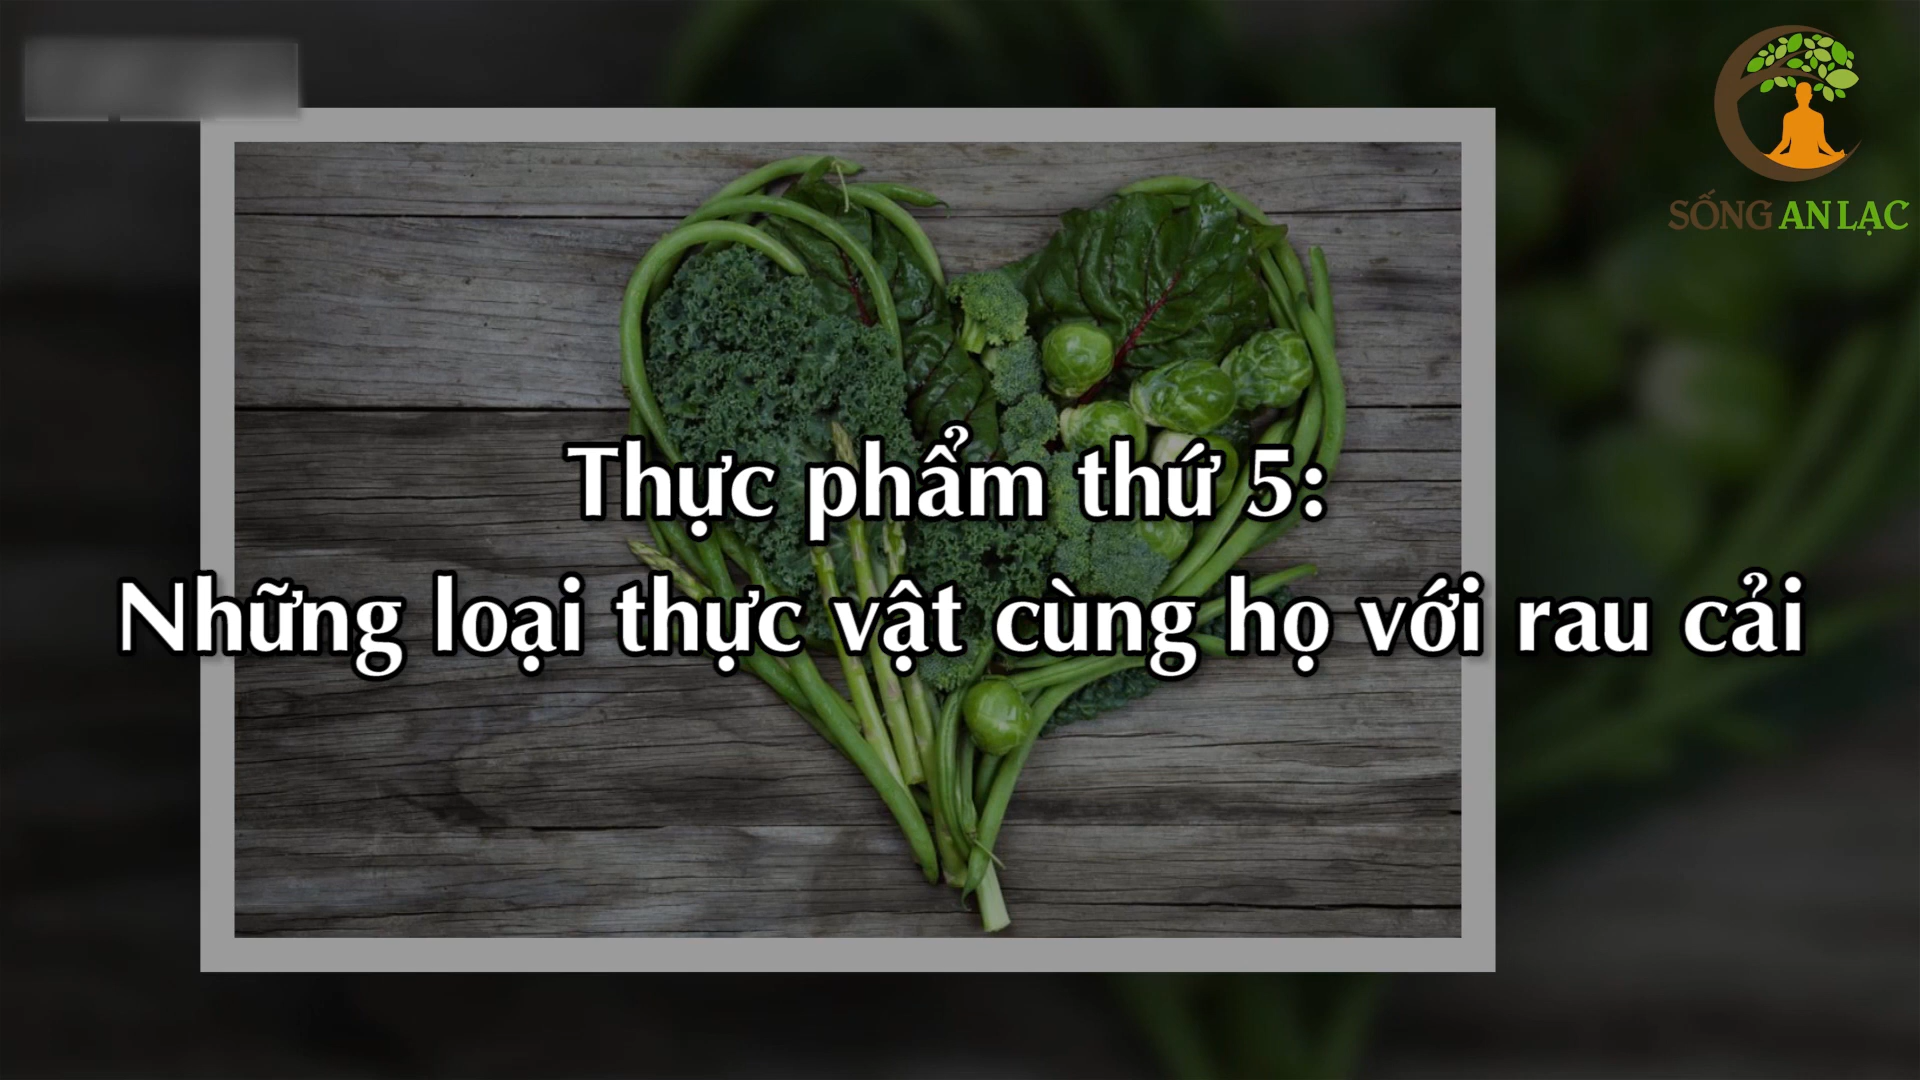 SỐNG AN LẠC
Thực phẩm thứ 5:
Những loại thực vật cùng họ với rau cải